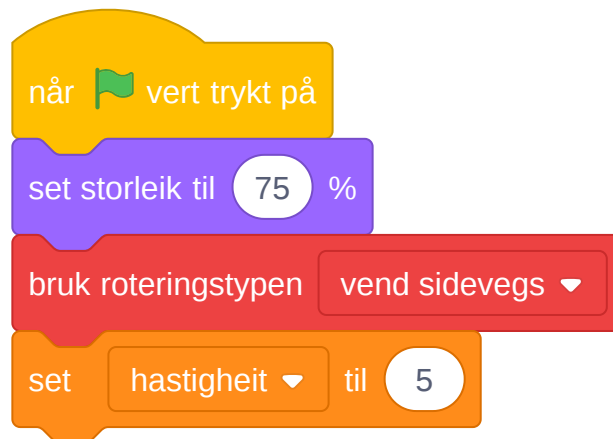 når vert trykt på
set storleik til 75 %
bruk roteringstypen vend sidevegs
set hastigheit til 5